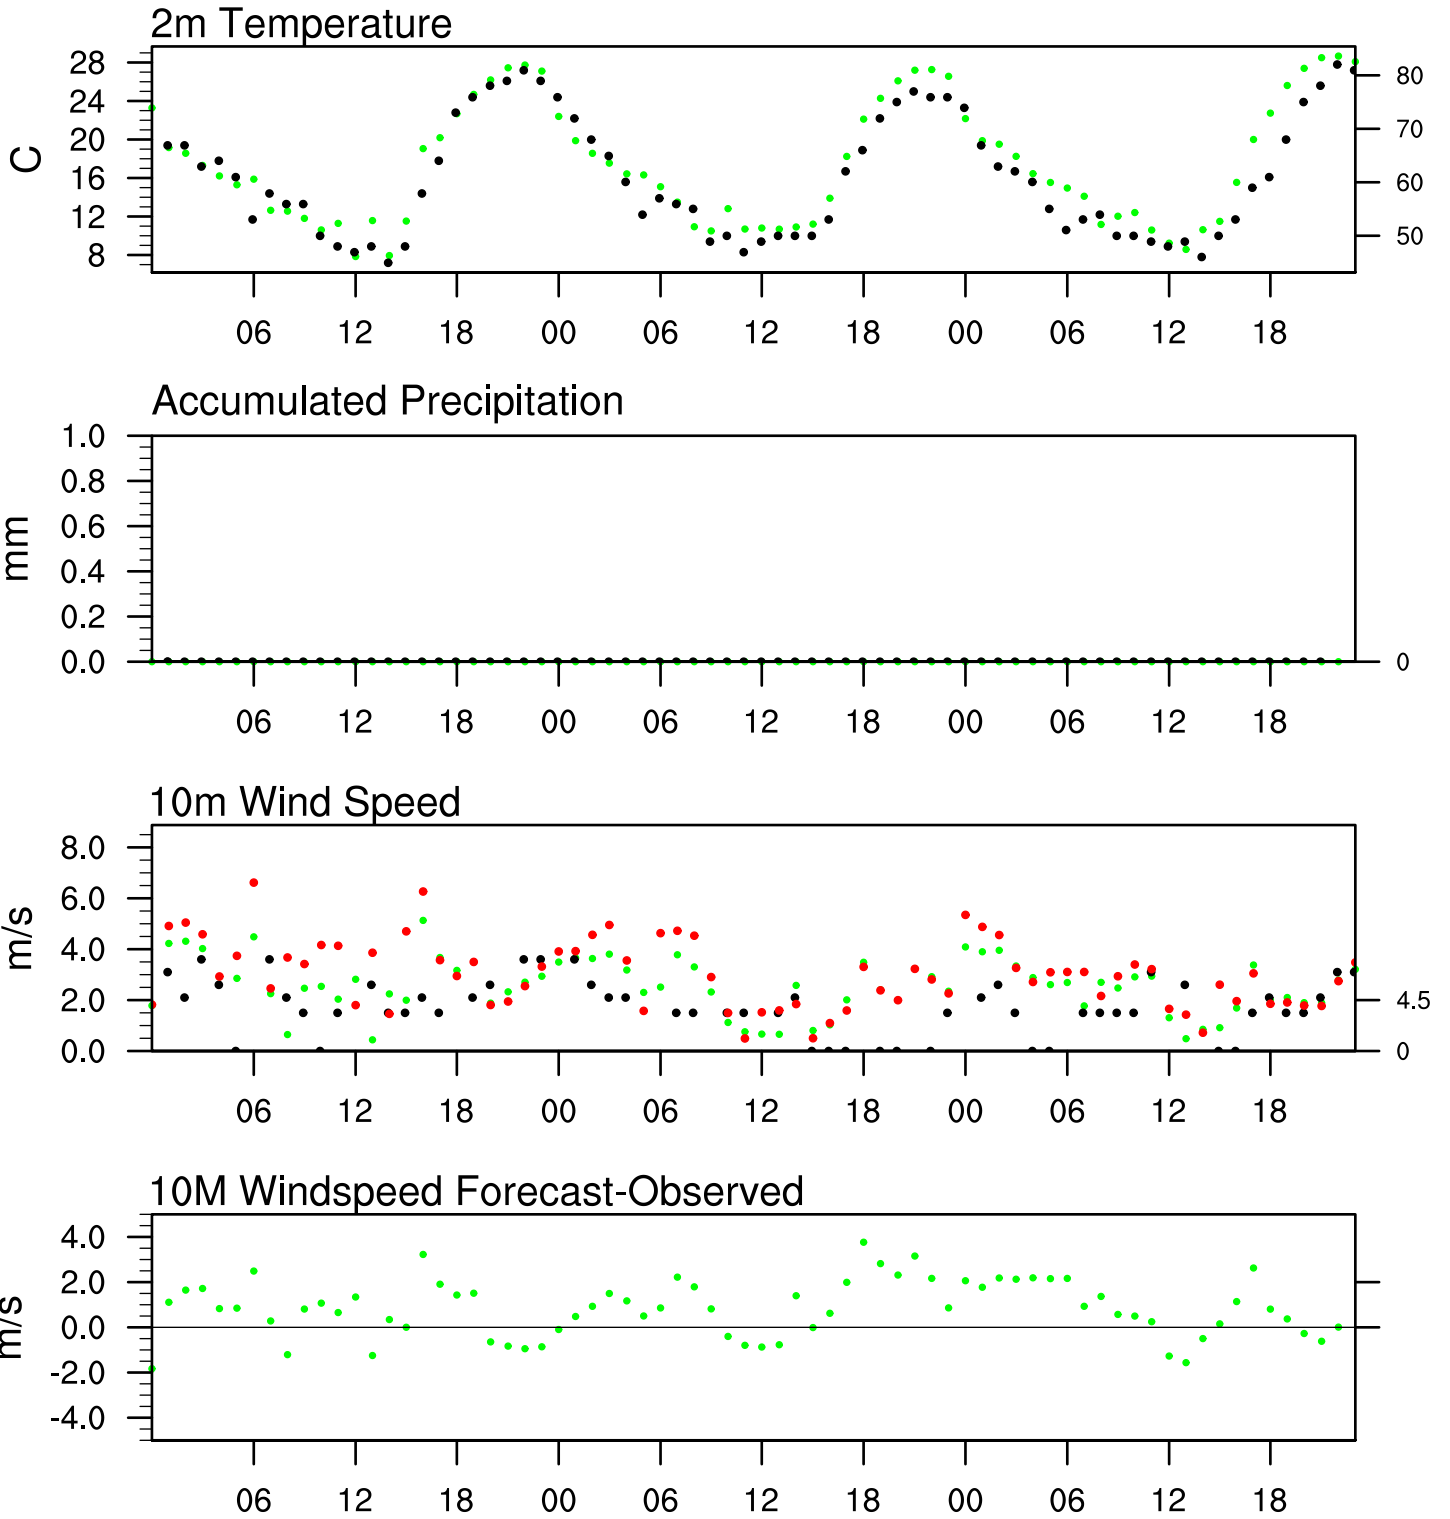 2m Temperature
28
24
20
16
12
8
C
80
70
60
50
06 12 18 00 06 12 18 00 06 12 18
Accumulated Precipitation
1.0
0.8
0.6
0.4
0.2
0.0
mm
0
06 12 18 00 06 12 18 00 06 12 18
10m Wind Speed
8.0
6.0
4.0
2.0
0.0
m/s
4.5
0
06 12 18 00 06 12 18 00 06 12 18
10M Windspeed Forecast-Observed
4.0
2.0
0.0
-2.0
-4.0
m/s
06 12 18 00 06 12 18 00 06 12 18